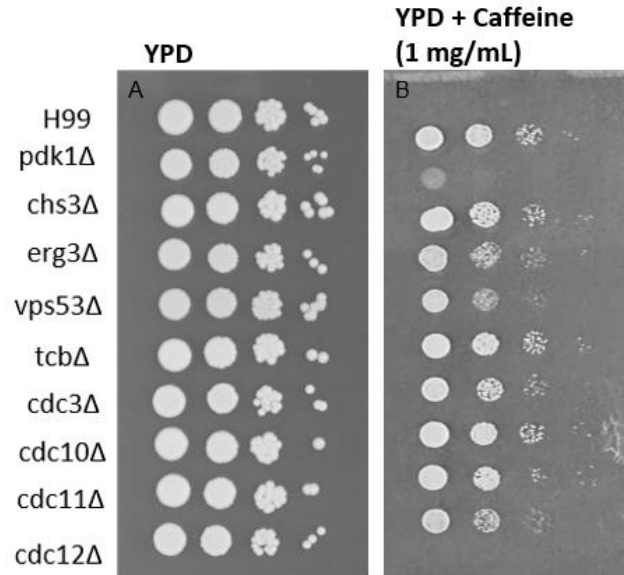 YPD
YPD + Caffeine
(1 mg/mL)
A
B
H99
pdk1Δ
chs3Δ
erg3Δ
vps53Δ
tcbΔ
cdc3Δ
cdc10Δ
cdc11Δ
cdc12Δ